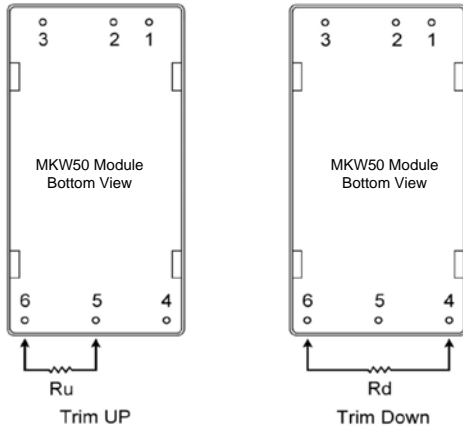 3 2 1
MKW50 Module
Bottom View
6 5 4
Ru
Trim UP
3 2 1
MKW50 Module
Bottom View
6 5 4
Rd
Trim Down